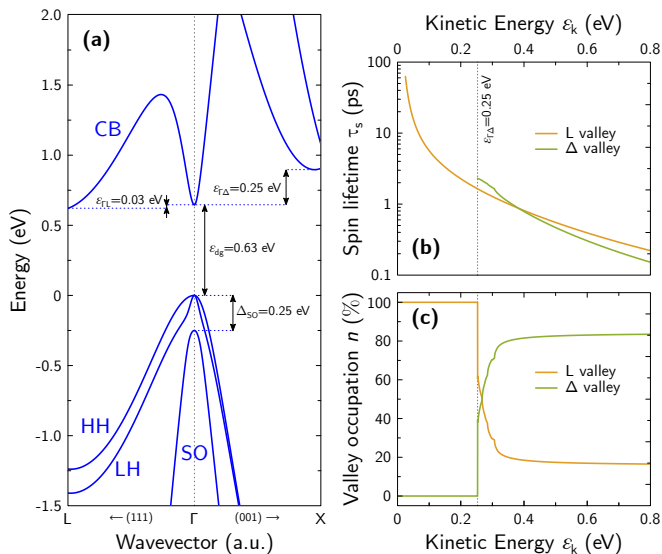 (a)
2.0
1.5
1.0
0.5
0
-0.5
-1.0
-1.5
Energy (eV)
CB
ε_ΓL=0.03 eV
ε_ΓΔ=0.25 eV
ε_dg=0.63 eV
Δ_SO=0.25 eV
HH
LH
SO
L
← (111)
Γ
(001) →
X
Wavevector (a.u.)
Kinetic Energy ε_k (eV)
0 0.2 0.4 0.6 0.8
100
10
1
0.1
Spin lifetime τ_s (ps)
ε_ΓΔ=0.25 eV
L valley
Δ valley
(b)
(c)
100
80
60
40
20
0
Valley occupation n (%)
L valley
Δ valley
0 0.2 0.4 0.6 0.8
Kinetic Energy ε_k (eV)